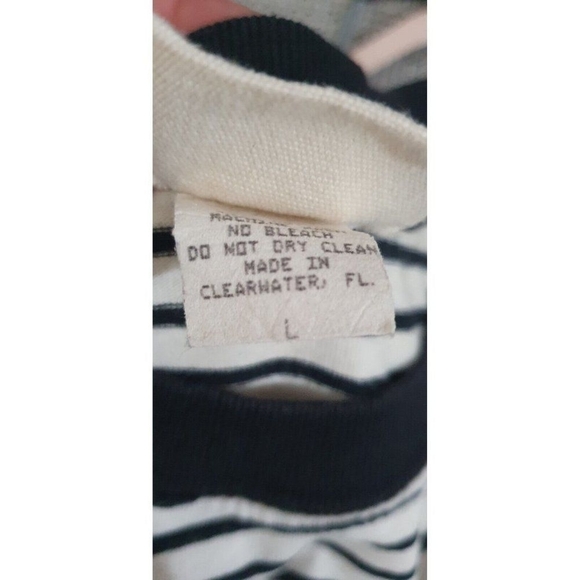 NO BLEACH
DO NOT DRY CLEAN
MADE IN
CLEARWATER, FL.
L